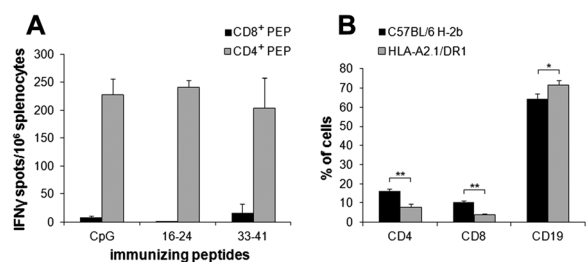 A
CD8+ PEP
CD4+ PEP
IFNγ spots/10⁶ splenocytes
300
250
200
150
100
50
0
CpG
16-24
33-41
immunizing peptides
B
C57BL/6 H-2b
HLA-A2.1/DR1
% of cells
80
70
60
50
40
30
20
10
0
**
**
*
CD4
CD8
CD19